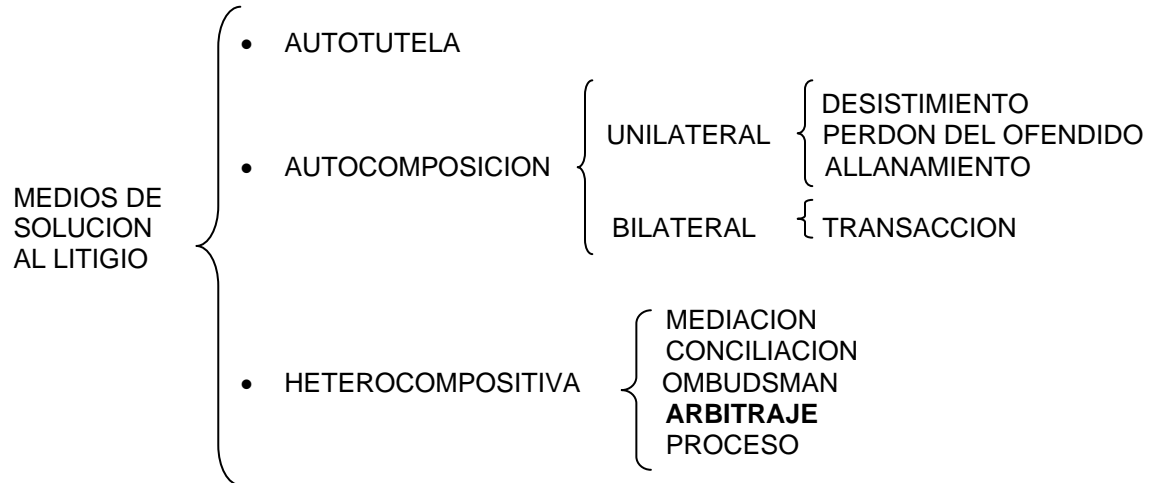 MEDIOS DE
SOLUCION
AL LITIGIO
• AUTOTUTELA
• AUTOCOMPOSICION
UNILATERAL
DESISTIMIENTO
PERDON DEL OFENDIDO
ALLANAMIENTO
BILATERAL
TRANSACCION
• HETEROCOMPOSITIVA
MEDIACION
CONCILIACION
OMBUDSMAN
ARBITRAJE
PROCESO